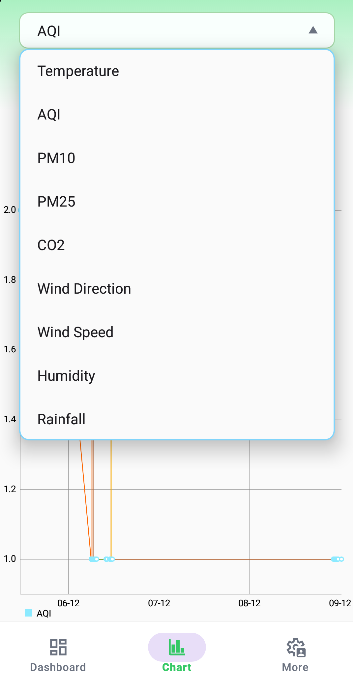 AQI
Temperature
AQI
PM10
PM25
CO2
Wind Direction
Wind Speed
Humidity
Rainfall
2.0
1.8
1.6
1.4
1.2
1.0
06-12 07-12 08-12 09-12
AQI
Dashboard Chart More